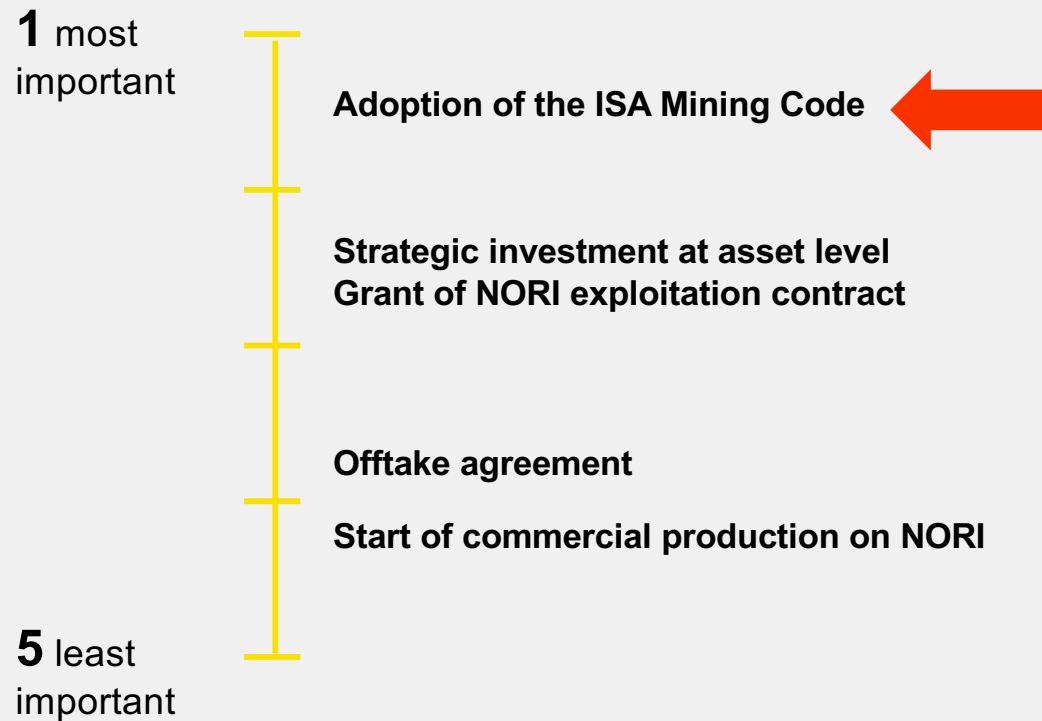 1 most
important
Adoption of the ISA Mining Code
Strategic investment at asset level
Grant of NORI exploitation contract
Offtake agreement
Start of commercial production on NORI
5 least
important